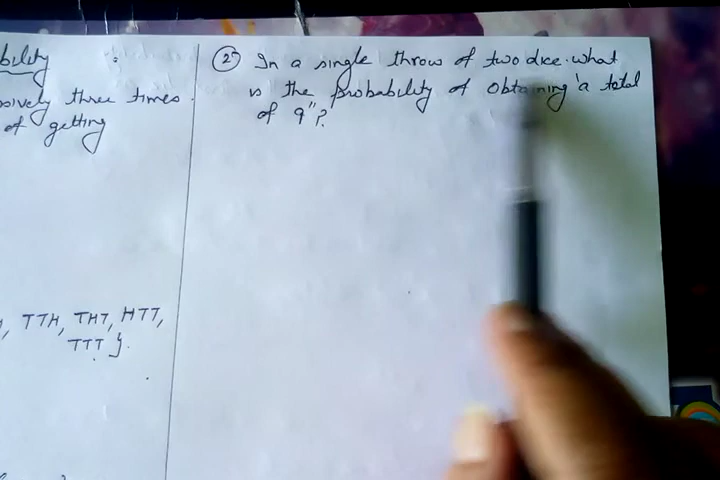 bility
sively three times.
of getting
, TTH, THT, HTT,
TTT }.
② In a single throw of two dice. what
is the probability of obtaining 'a total
of 9"?